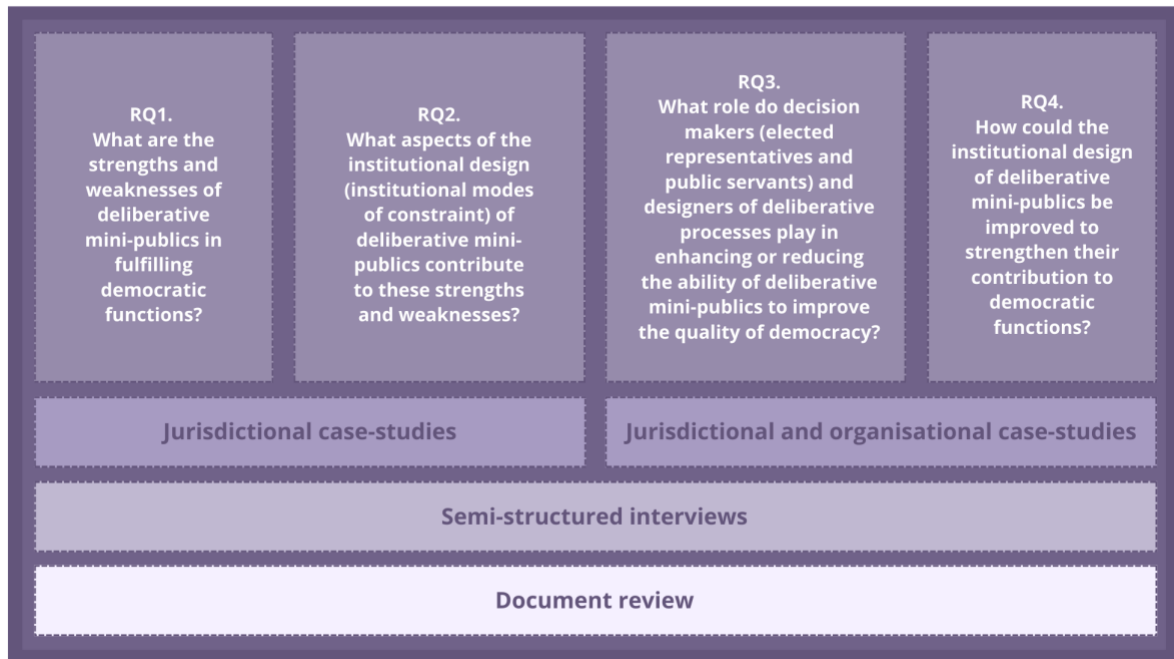 RQ1.
What are the
strengths and
weaknesses of
deliberative
mini-publics in
fulfilling
democratic
functions?
RQ2.
What aspects of the
institutional design
(institutional modes
of constraint) of
deliberative mini-
publics contribute
to these strengths
and weaknesses?
RQ3.
What role do decision
makers (elected
representatives and
public servants) and
designers of deliberative
processes play in
enhancing or reducing
the ability of deliberative
mini-publics to improve
the quality of democracy?
RQ4.
How could the
institutional design
of deliberative
mini-publics be
improved to
strengthen their
contribution to
democratic
functions?
Jurisdictional case-studies
Jurisdictional and organisational case-studies
Semi-structured interviews
Document review